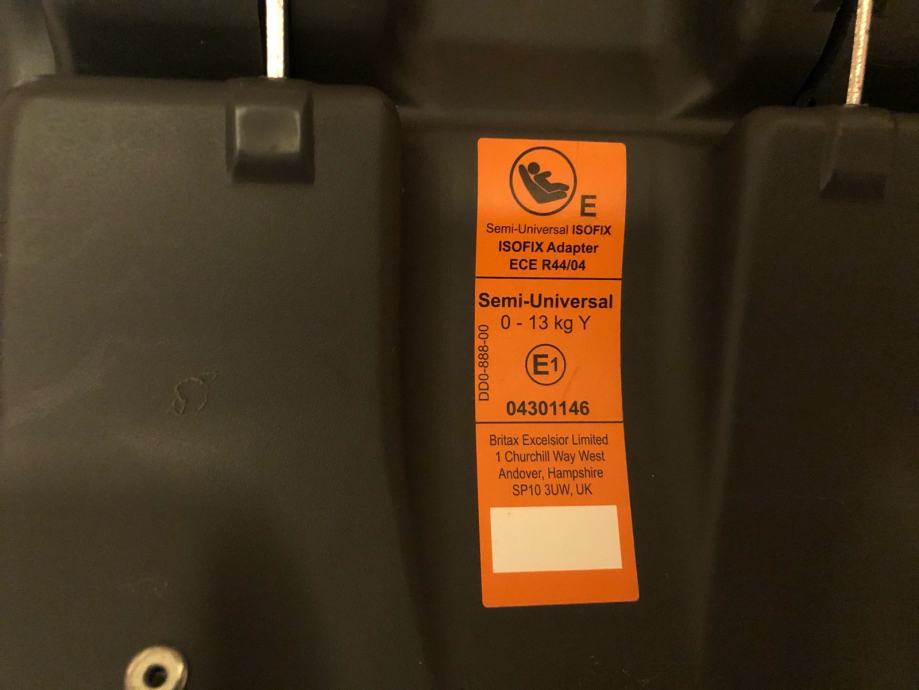 E
Semi-Universal ISOFIX
ISOFIX Adapter
ECE R44/04
Semi-Universal
0 - 13 kg Y
DD0-888-00
E1
04301146
Britax Excelsior Limited
1 Churchill Way West
Andover, Hampshire
SP10 3UW, UK